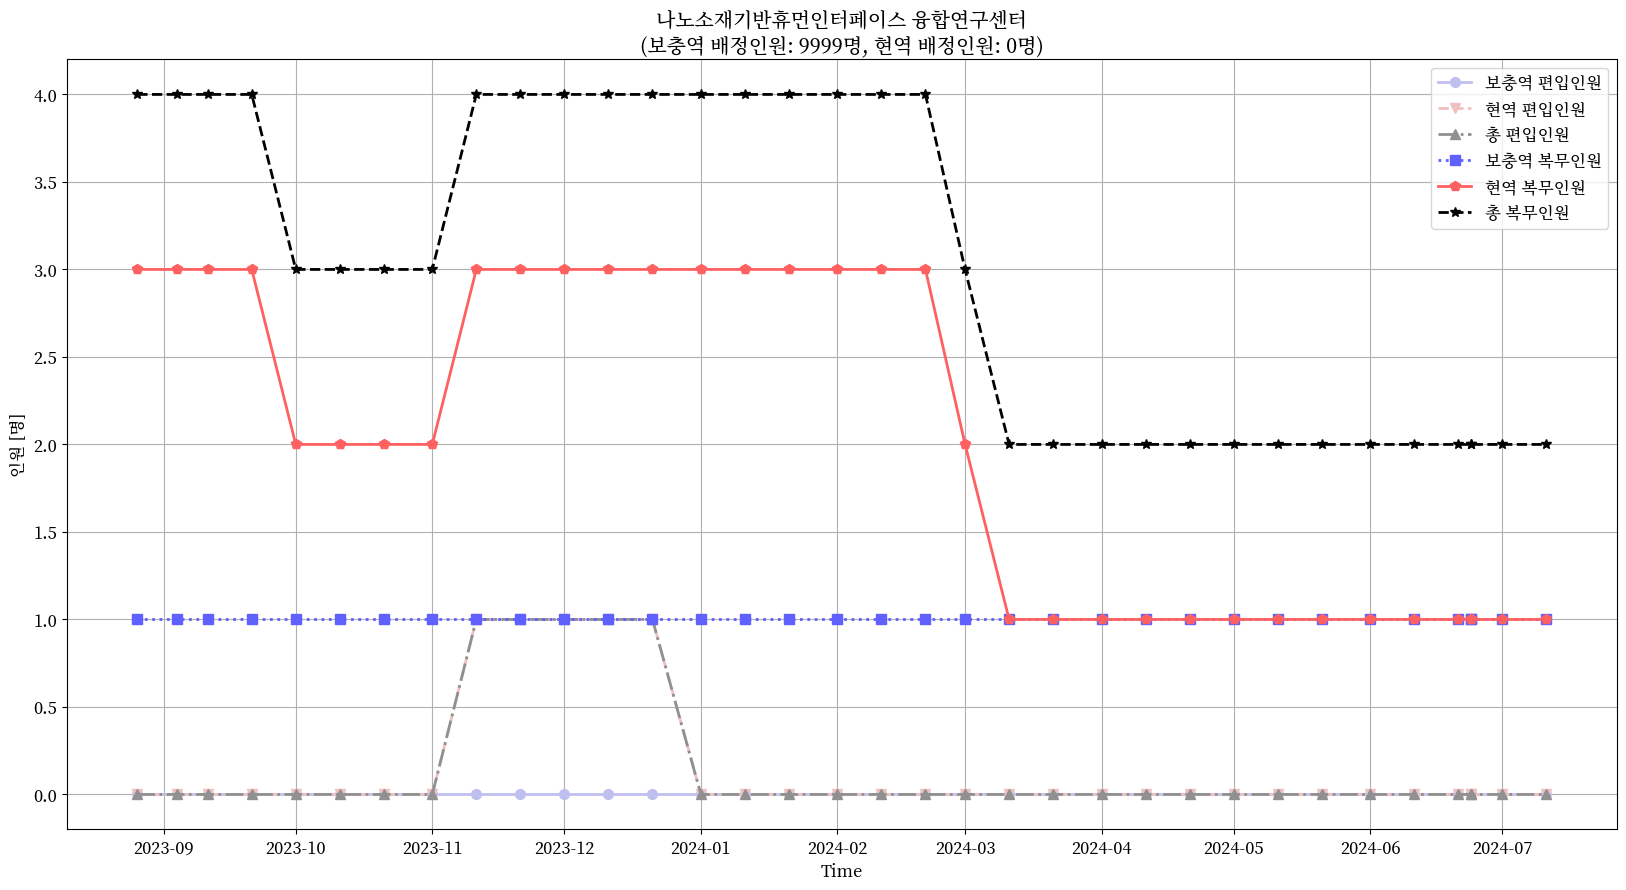 나노소재기반휴먼인터페이스 융합연구센터
(보충역 배정인원: 9999명, 현역 배정인원: 0명)
보충역 편입인원
현역 편입인원
총 편입인원
보충역 복무인원
현역 복무인원
총 복무인원
인원 [명]
4.0
3.5
3.0
2.5
2.0
1.5
1.0
0.5
0.0
2023-09 2023-10 2023-11 2023-12 2024-01 2024-02 2024-03 2024-04 2024-05 2024-06 2024-07
Time